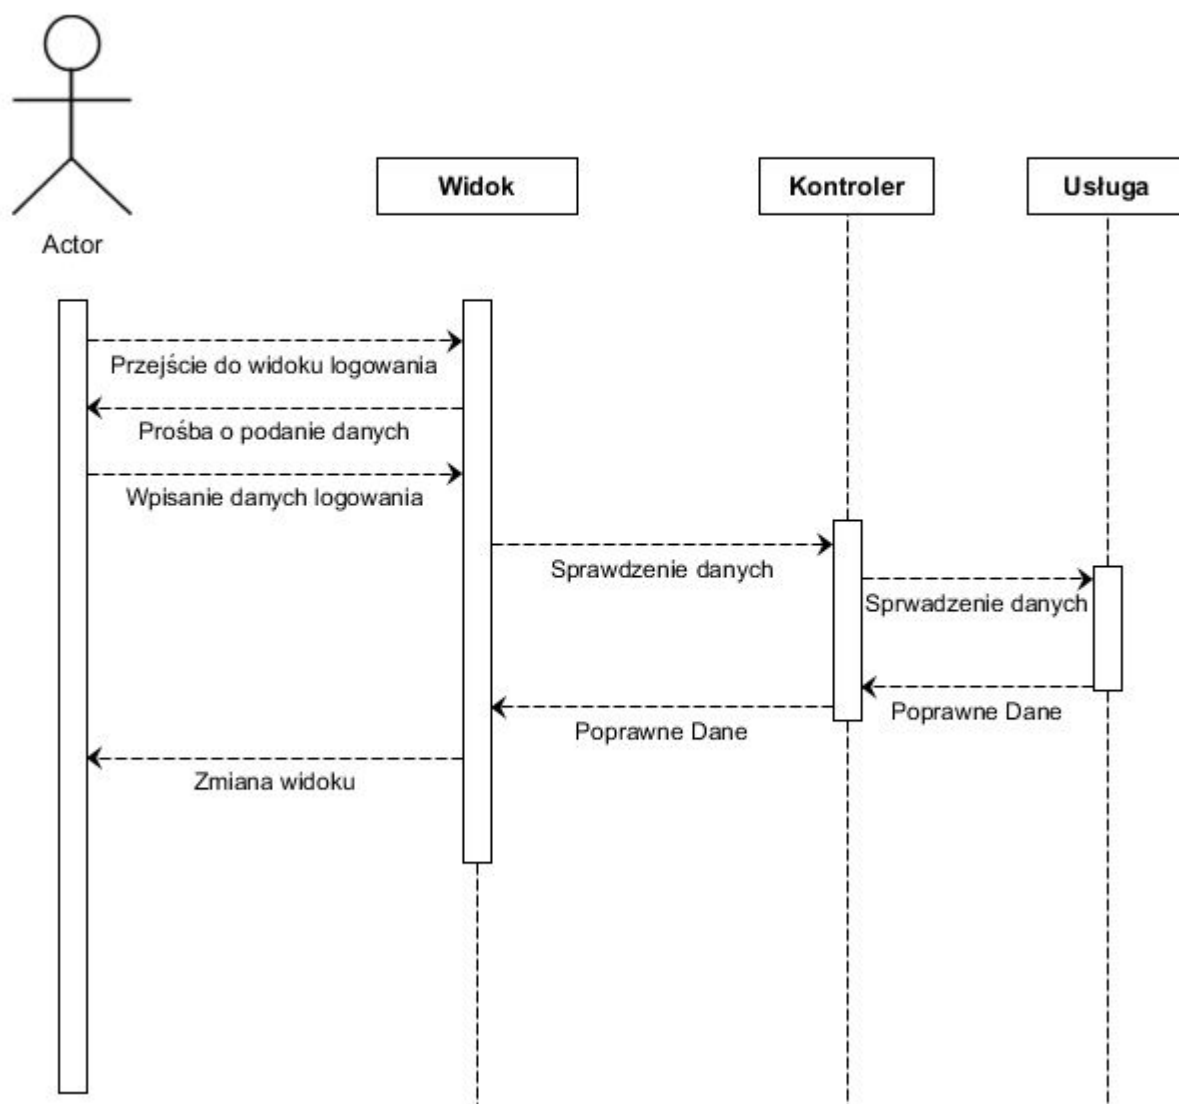 Widok
Kontroler
Usługa
Actor
Przejście do widoku logowania
Prośba o podanie danych
Wpisanie danych logowania
Sprawdzenie danych
Sprwadzenie danych
Poprawne Dane
Poprawne Dane
Zmiana widoku